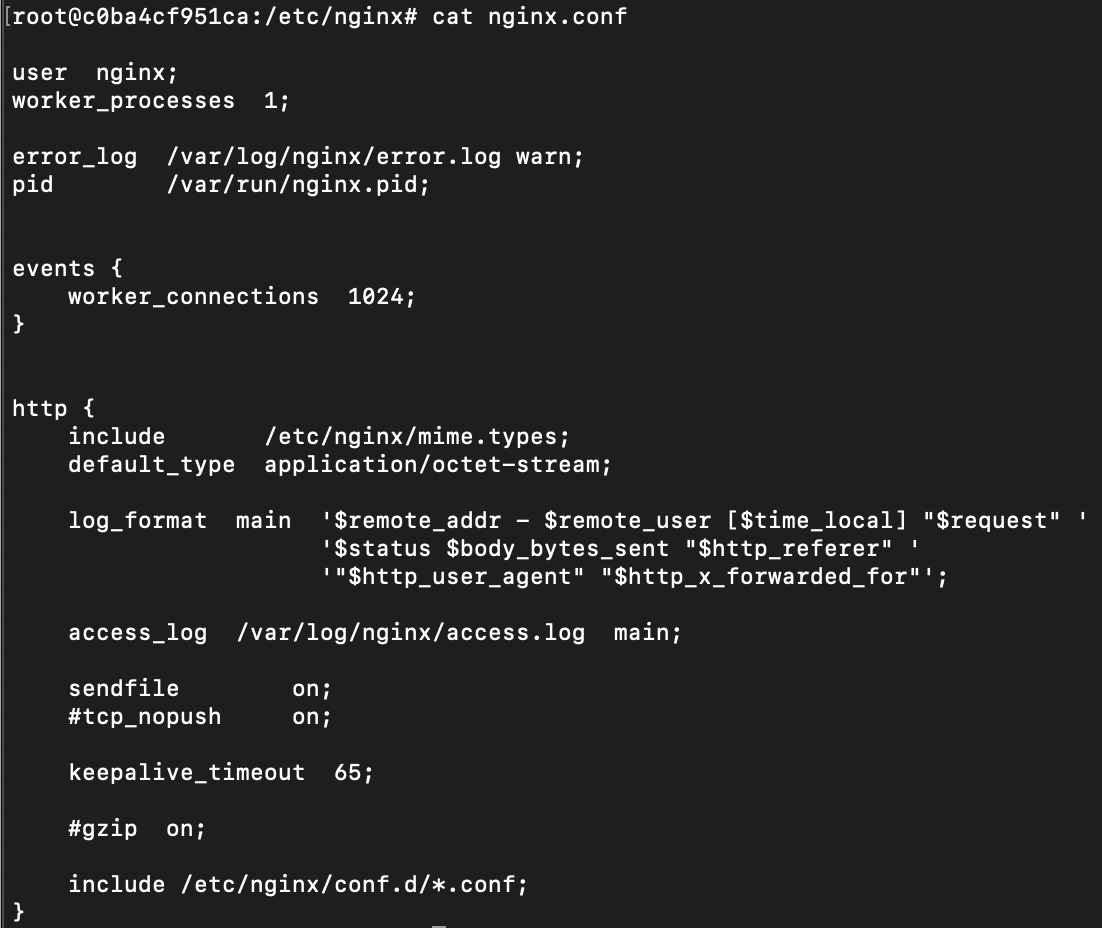 [root@c0ba4cf951ca:/etc/nginx# cat nginx.conf

user  nginx;
worker_processes  1;

error_log  /var/log/nginx/error.log warn;
pid        /var/run/nginx.pid;


events {
    worker_connections  1024;
}


http {
    include       /etc/nginx/mime.types;
    default_type  application/octet-stream;

    log_format  main  '$remote_addr - $remote_user [$time_local] "$request" '
                      '$status $body_bytes_sent "$http_referer" '
                      '"$http_user_agent" "$http_x_forwarded_for"';

    access_log  /var/log/nginx/access.log  main;

    sendfile        on;
    #tcp_nopush     on;

    keepalive_timeout  65;

    #gzip  on;

    include /etc/nginx/conf.d/*.conf;
}